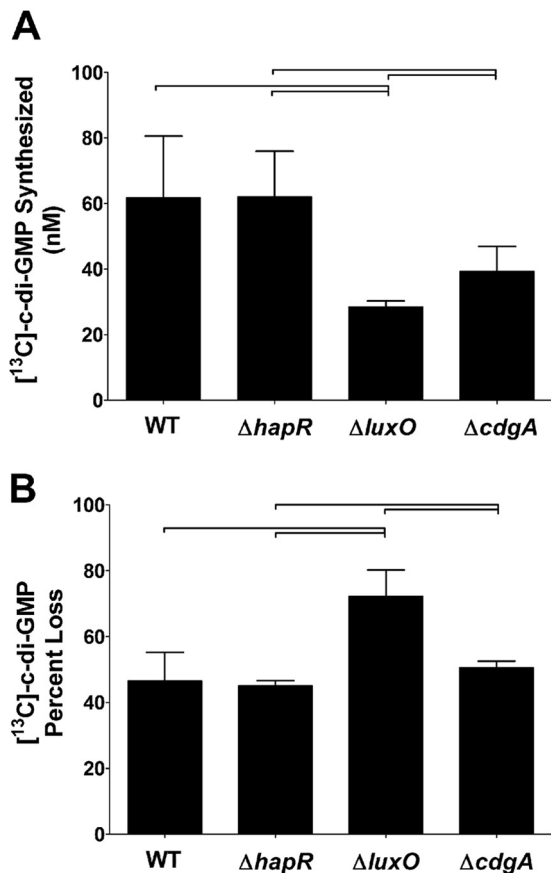 A
[¹³C]-c-di-GMP Synthesized
(nM)
100
80
60
40
20
0
WT ΔhapR ΔluxO ΔcdgA
B
[¹³C]-c-di-GMP
Percent Loss
100
80
60
40
20
0
WT ΔhapR ΔluxO ΔcdgA